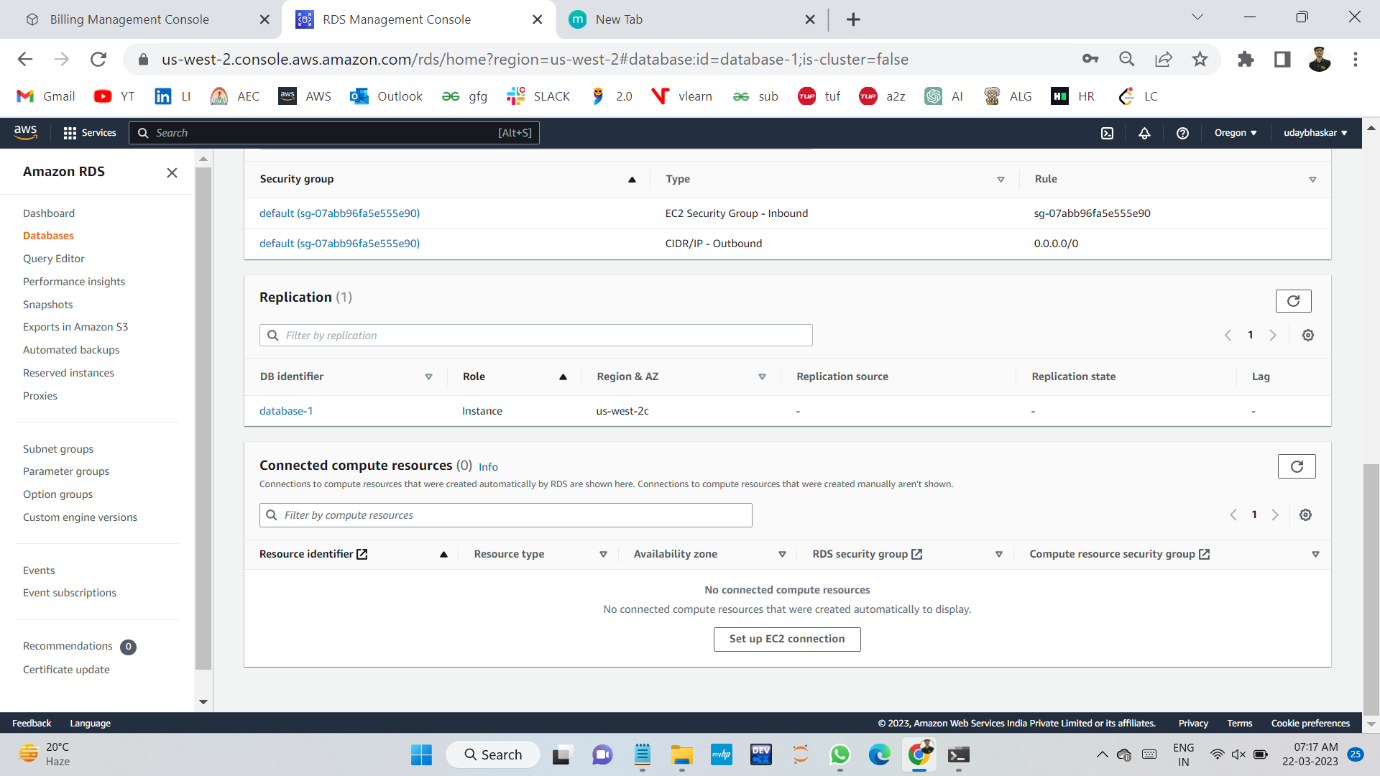 Billing Management Console
RDS Management Console
m New Tab
us-west-2.console.aws.amazon.com/rds/home?region=us-west-2#database:id=database-1;is-cluster=false
Gmail YT LI AEC AWS Outlook gfg SLACK 2.0 vlearn sub tuf a2z AI ALG HR LC
aws Services Search [Alt+S] Oregon udaybhaskar
Amazon RDS
Dashboard
Databases
Query Editor
Performance insights
Snapshots
Exports in Amazon S3
Automated backups
Reserved instances
Proxies
Subnet groups
Parameter groups
Option groups
Custom engine versions
Events
Event subscriptions
Recommendations 0
Certificate update
Security group Type Rule
default (sg-07abb96fa5e555e90) EC2 Security Group - Inbound sg-07abb96fa5e555e90
default (sg-07abb96fa5e555e90) CIDR/IP - Outbound 0.0.0.0/0
Replication (1)
Filter by replication 1
DB identifier Role Region & AZ Replication source Replication state Lag
database-1 Instance us-west-2c - - -
Connected compute resources (0) Info
Connections to compute resources that were created automatically by RDS are shown here. Connections to compute resources that were created manually aren't shown.
Filter by compute resources 1
Resource identifier Resource type Availability zone RDS security group Compute resource security group
No connected compute resources
No connected compute resources that were created automatically to display.
Set up EC2 connection
Feedback Language © 2023, Amazon Web Services India Private Limited or its affiliates. Privacy Terms Cookie preferences
20°C
Haze
Search
myhp
DEV
ENG
IN
07:17 AM
22-03-2023
25